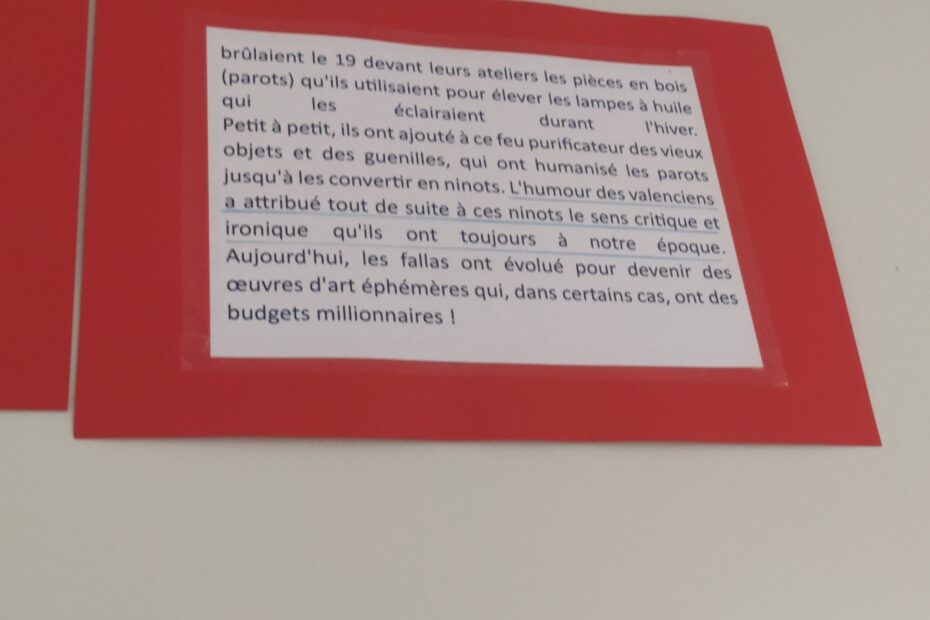 brûlaient le 19 devant leurs ateliers les pièces en bois
(parots) qu'ils utilisaient pour élever les lampes à huile
qui les éclairaient durant l'hiver.
Petit à petit, ils ont ajouté à ce feu purificateur des vieux
objets et des guenilles, qui ont humanisé les parots
jusqu'à les convertir en ninots. L'humour des valenciens
a attribué tout de suite à ces ninots le sens critique et
ironique qu'ils ont toujours à notre époque.
Aujourd'hui, les fallas ont évolué pour devenir des
œuvres d'art éphémères qui, dans certains cas, ont des
budgets millionnaires !